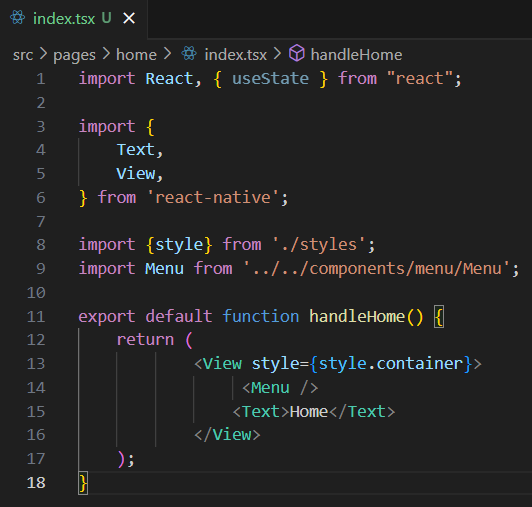 index.tsx U ×
src > pages > home > index.tsx > handleHome
1 import React, { useState } from "react";
2
3 import {
4     Text,
5     View,
6 } from 'react-native';
7
8 import {style} from './styles';
9 import Menu from '../../components/menu/Menu';
10
11 export default function handleHome() {
12     return (
13             <View style={style.container}>
14                  <Menu />
15                 <Text>Home</Text>
16             </View>
17     );
18 }